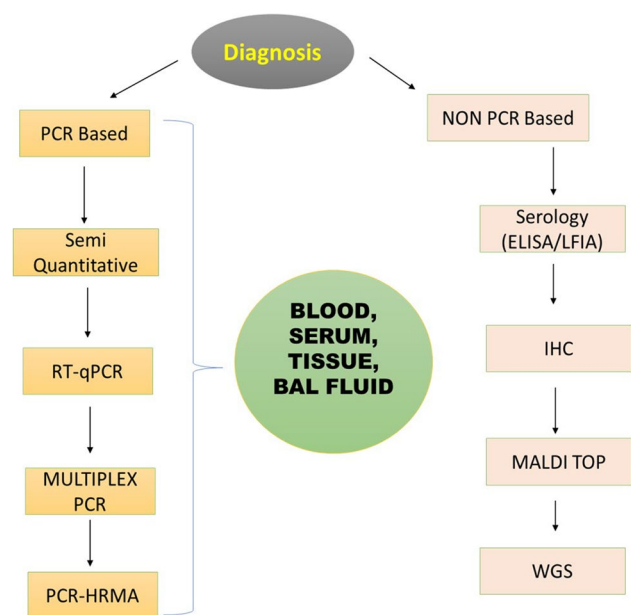 Diagnosis
PCR Based
Semi
Quantitative
RT-qPCR
MULTIPLEX
PCR
PCR-HRMA
BLOOD,
SERUM,
TISSUE,
BAL FLUID
NON PCR Based
Serology
(ELISA/LFIA)
IHC
MALDI TOP
WGS